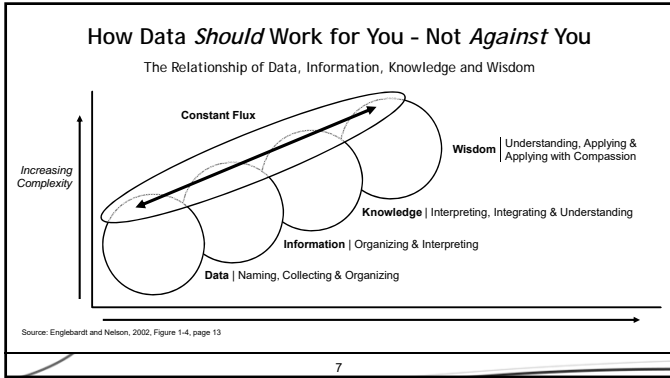 How Data Should Work for You - Not Against You
The Relationship of Data, Information, Knowledge and Wisdom
Constant Flux
Increasing
Complexity
Wisdom | Understanding, Applying &
Applying with Compassion
Knowledge | Interpreting, Integrating & Understanding
Information | Organizing & Interpreting
Data | Naming, Collecting & Organizing
Source: Englebardt and Nelson, 2002, Figure 1-4, page 13
7